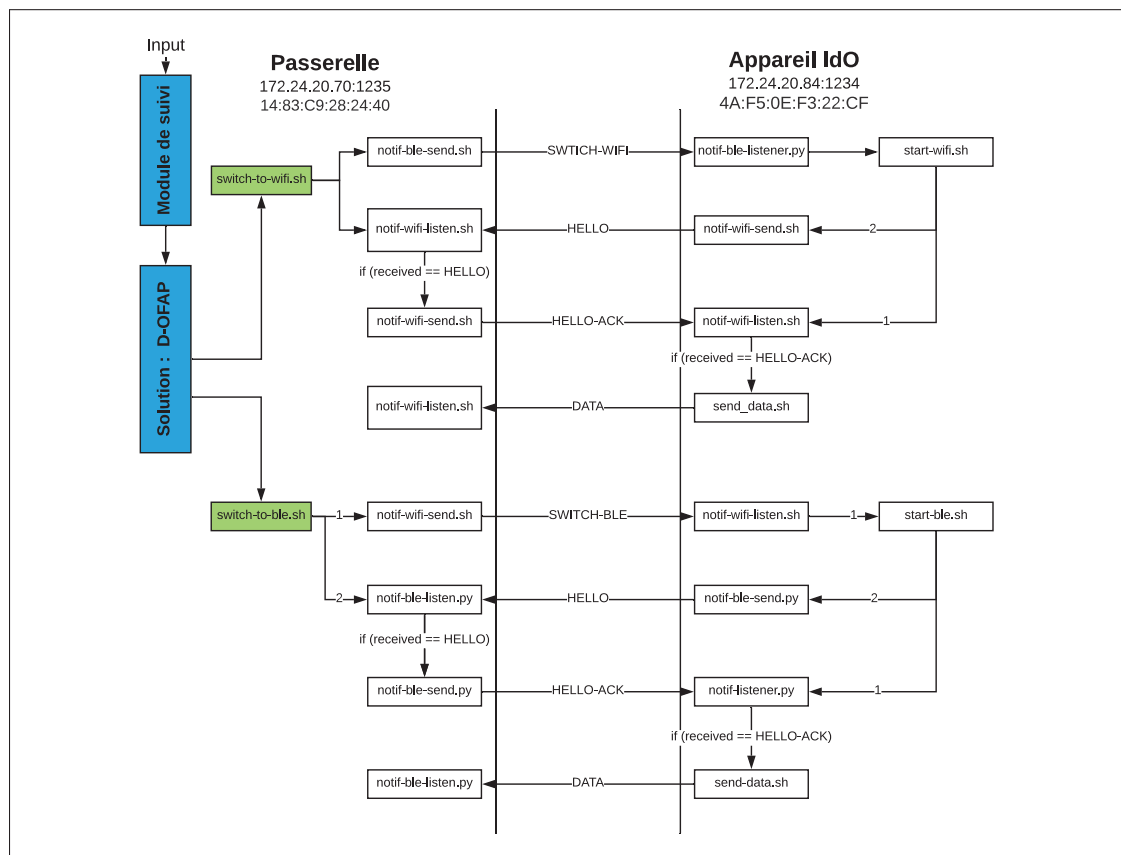 Input
Module de suivi
Solution : D-OFAP
Passerelle
172.24.20.70:1235
14:83:C9:28:24:40
Appareil IdO
172.24.20.84:1234
4A:F5:0E:F3:22:CF
switch-to-wifi.sh
notif-ble-send.sh
SWTICH-WIFI
notif-ble-listener.py
start-wifi.sh
notif-wifi-listen.sh
HELLO
notif-wifi-send.sh
2
if (received == HELLO)
notif-wifi-send.sh
HELLO-ACK
notif-wifi-listen.sh
1
if (received == HELLO-ACK)
notif-wifi-listen.sh
DATA
send_data.sh
switch-to-ble.sh
1
notif-wifi-send.sh
SWITCH-BLE
notif-wifi-listen.sh
1
start-ble.sh
2
notif-ble-listen.py
HELLO
notif-ble-send.py
2
if (received == HELLO)
notif-ble-send.py
HELLO-ACK
notif-listener.py
1
if (received == HELLO-ACK)
notif-ble-listen.py
DATA
send-data.sh